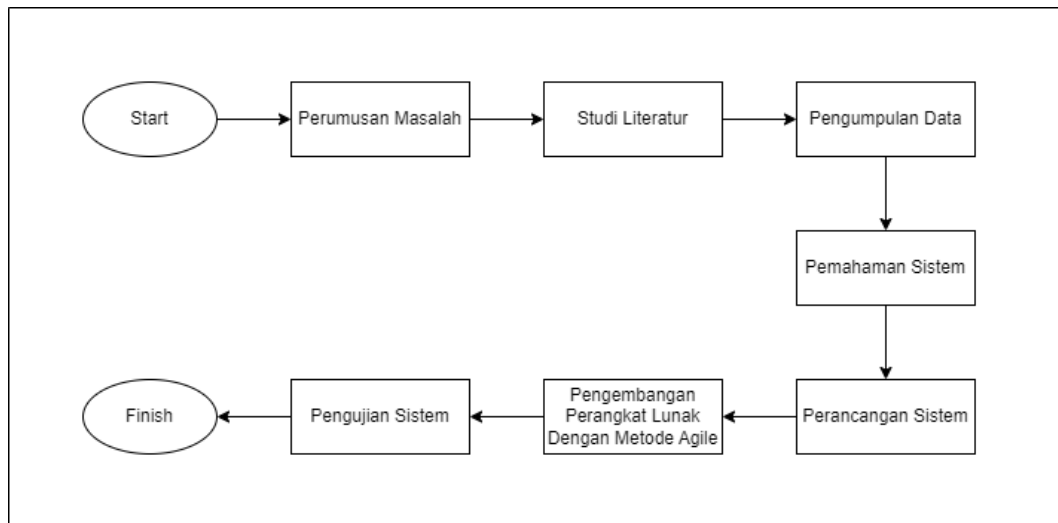 Start
Perumusan Masalah
Studi Literatur
Pengumpulan Data
Pemahaman Sistem
Perancangan Sistem
Pengembangan
Perangkat Lunak
Dengan Metode Agile
Pengujian Sistem
Finish